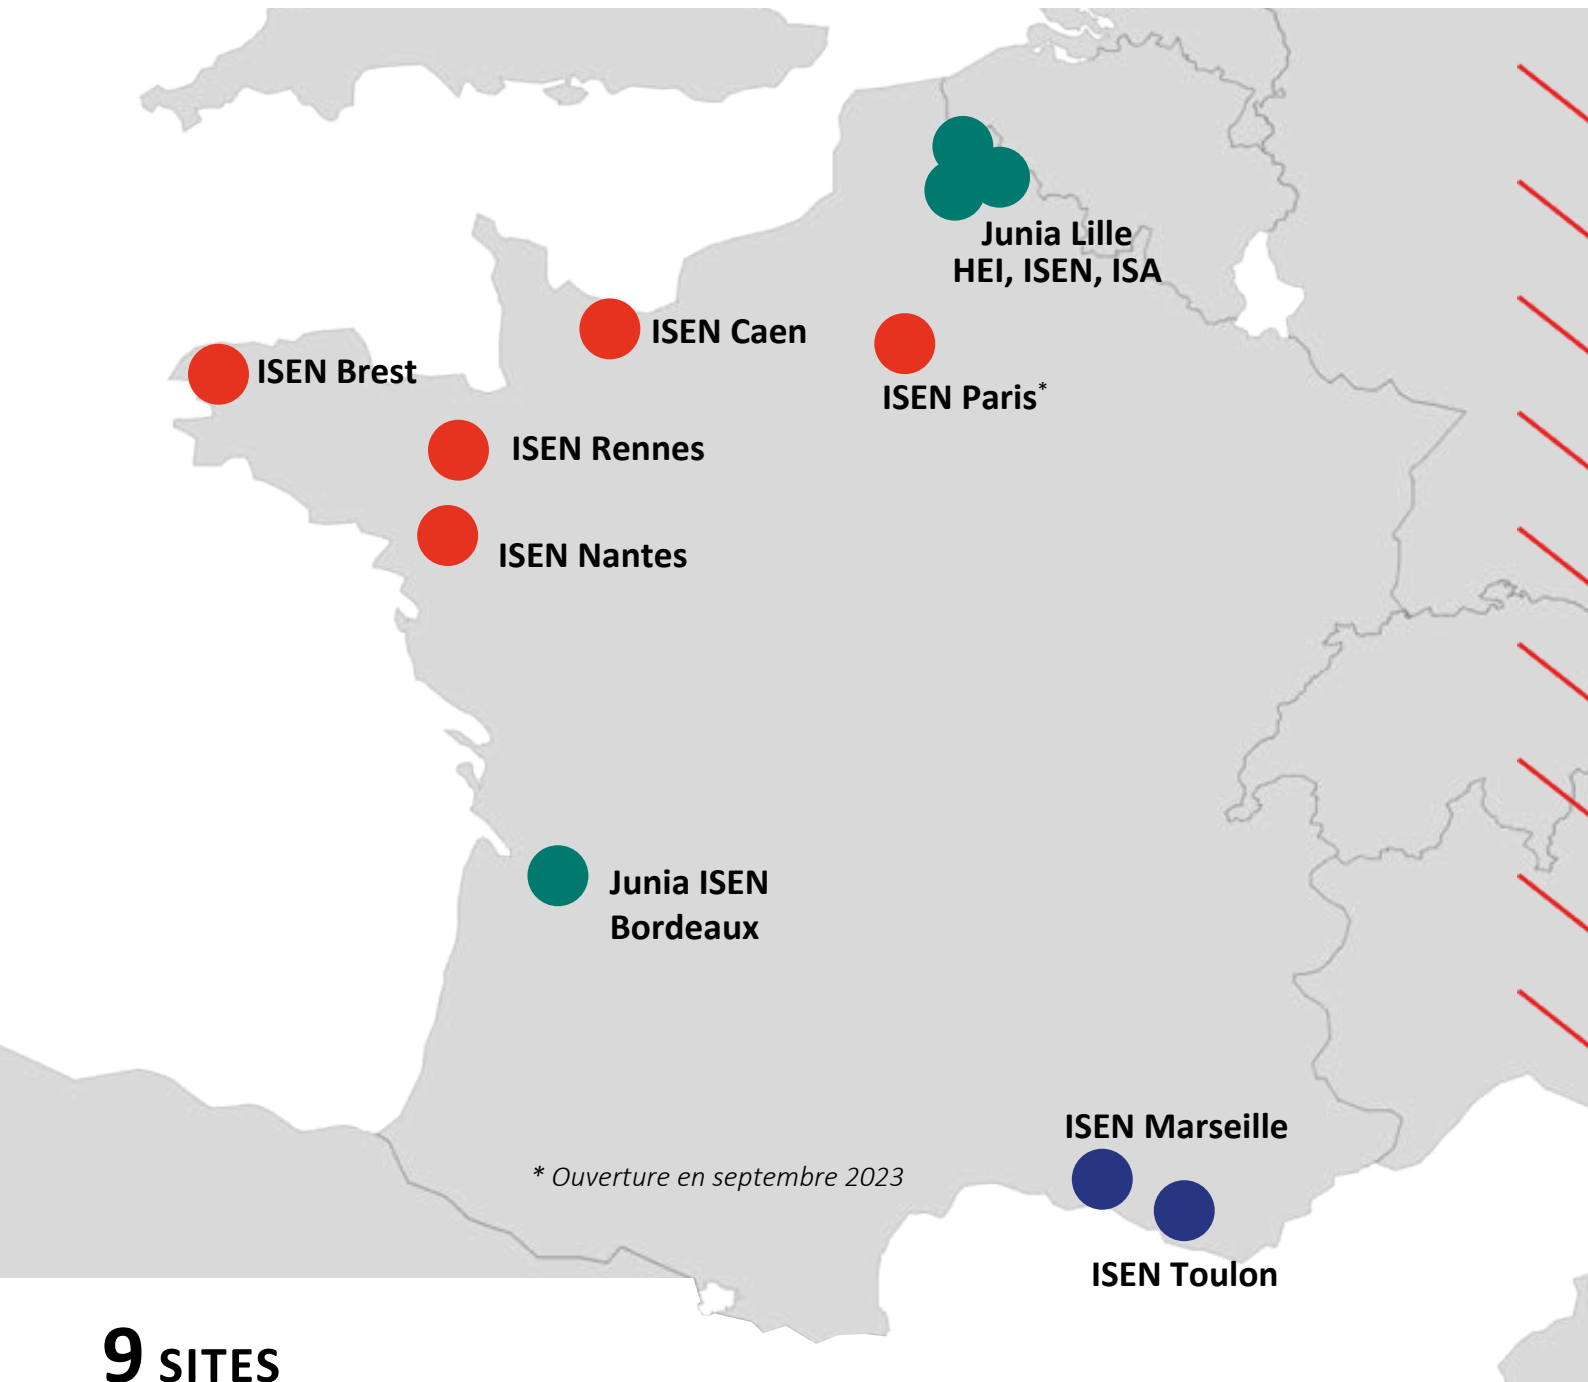 Junia Lille
HEI, ISEN, ISA
ISEN Caen
ISEN Paris*
ISEN Brest
ISEN Rennes
ISEN Nantes
Junia ISEN
Bordeaux
ISEN Marseille
* Ouverture en septembre 2023
ISEN Toulon
9 SITES